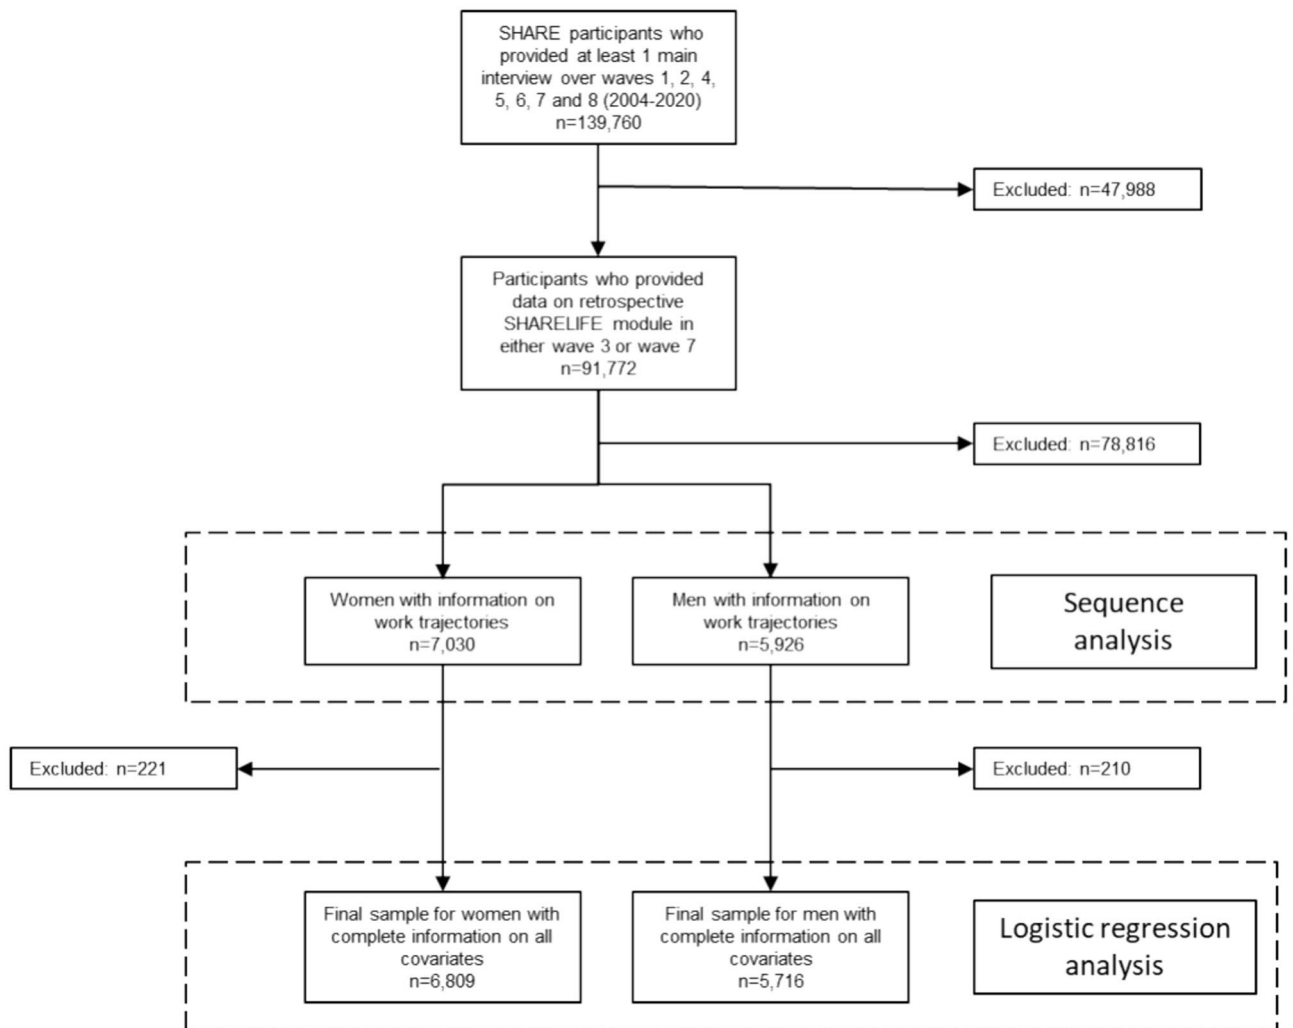 SHARE participants who
provided at least 1 main
interview over waves 1, 2, 4,
5, 6, 7 and 8 (2004-2020)
n=139,760
Excluded: n=47,988
Participants who provided
data on retrospective
SHARELIFE module in
either wave 3 or wave 7
n=91,772
Excluded: n=78,816
Women with information on
work trajectories
n=7,030
Men with information on
work trajectories
n=5,926
Sequence
analysis
Excluded: n=221
Excluded: n=210
Final sample for women with
complete information on all
covariates
n=6,809
Final sample for men with
complete information on all
covariates
n=5,716
Logistic regression
analysis